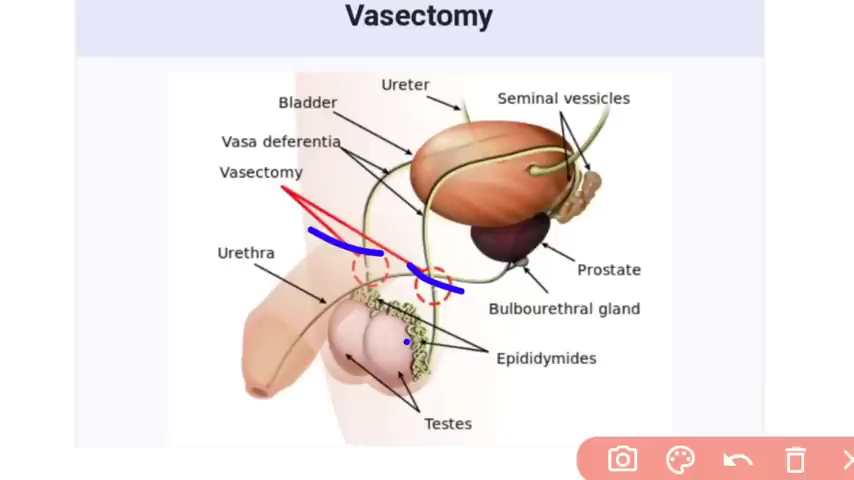 Vasectomy
Ureter
Bladder
Seminal vessicles
Vasa deferentia
Vasectomy
Urethra
Prostate
Bulbourethral gland
Epididymides
Testes